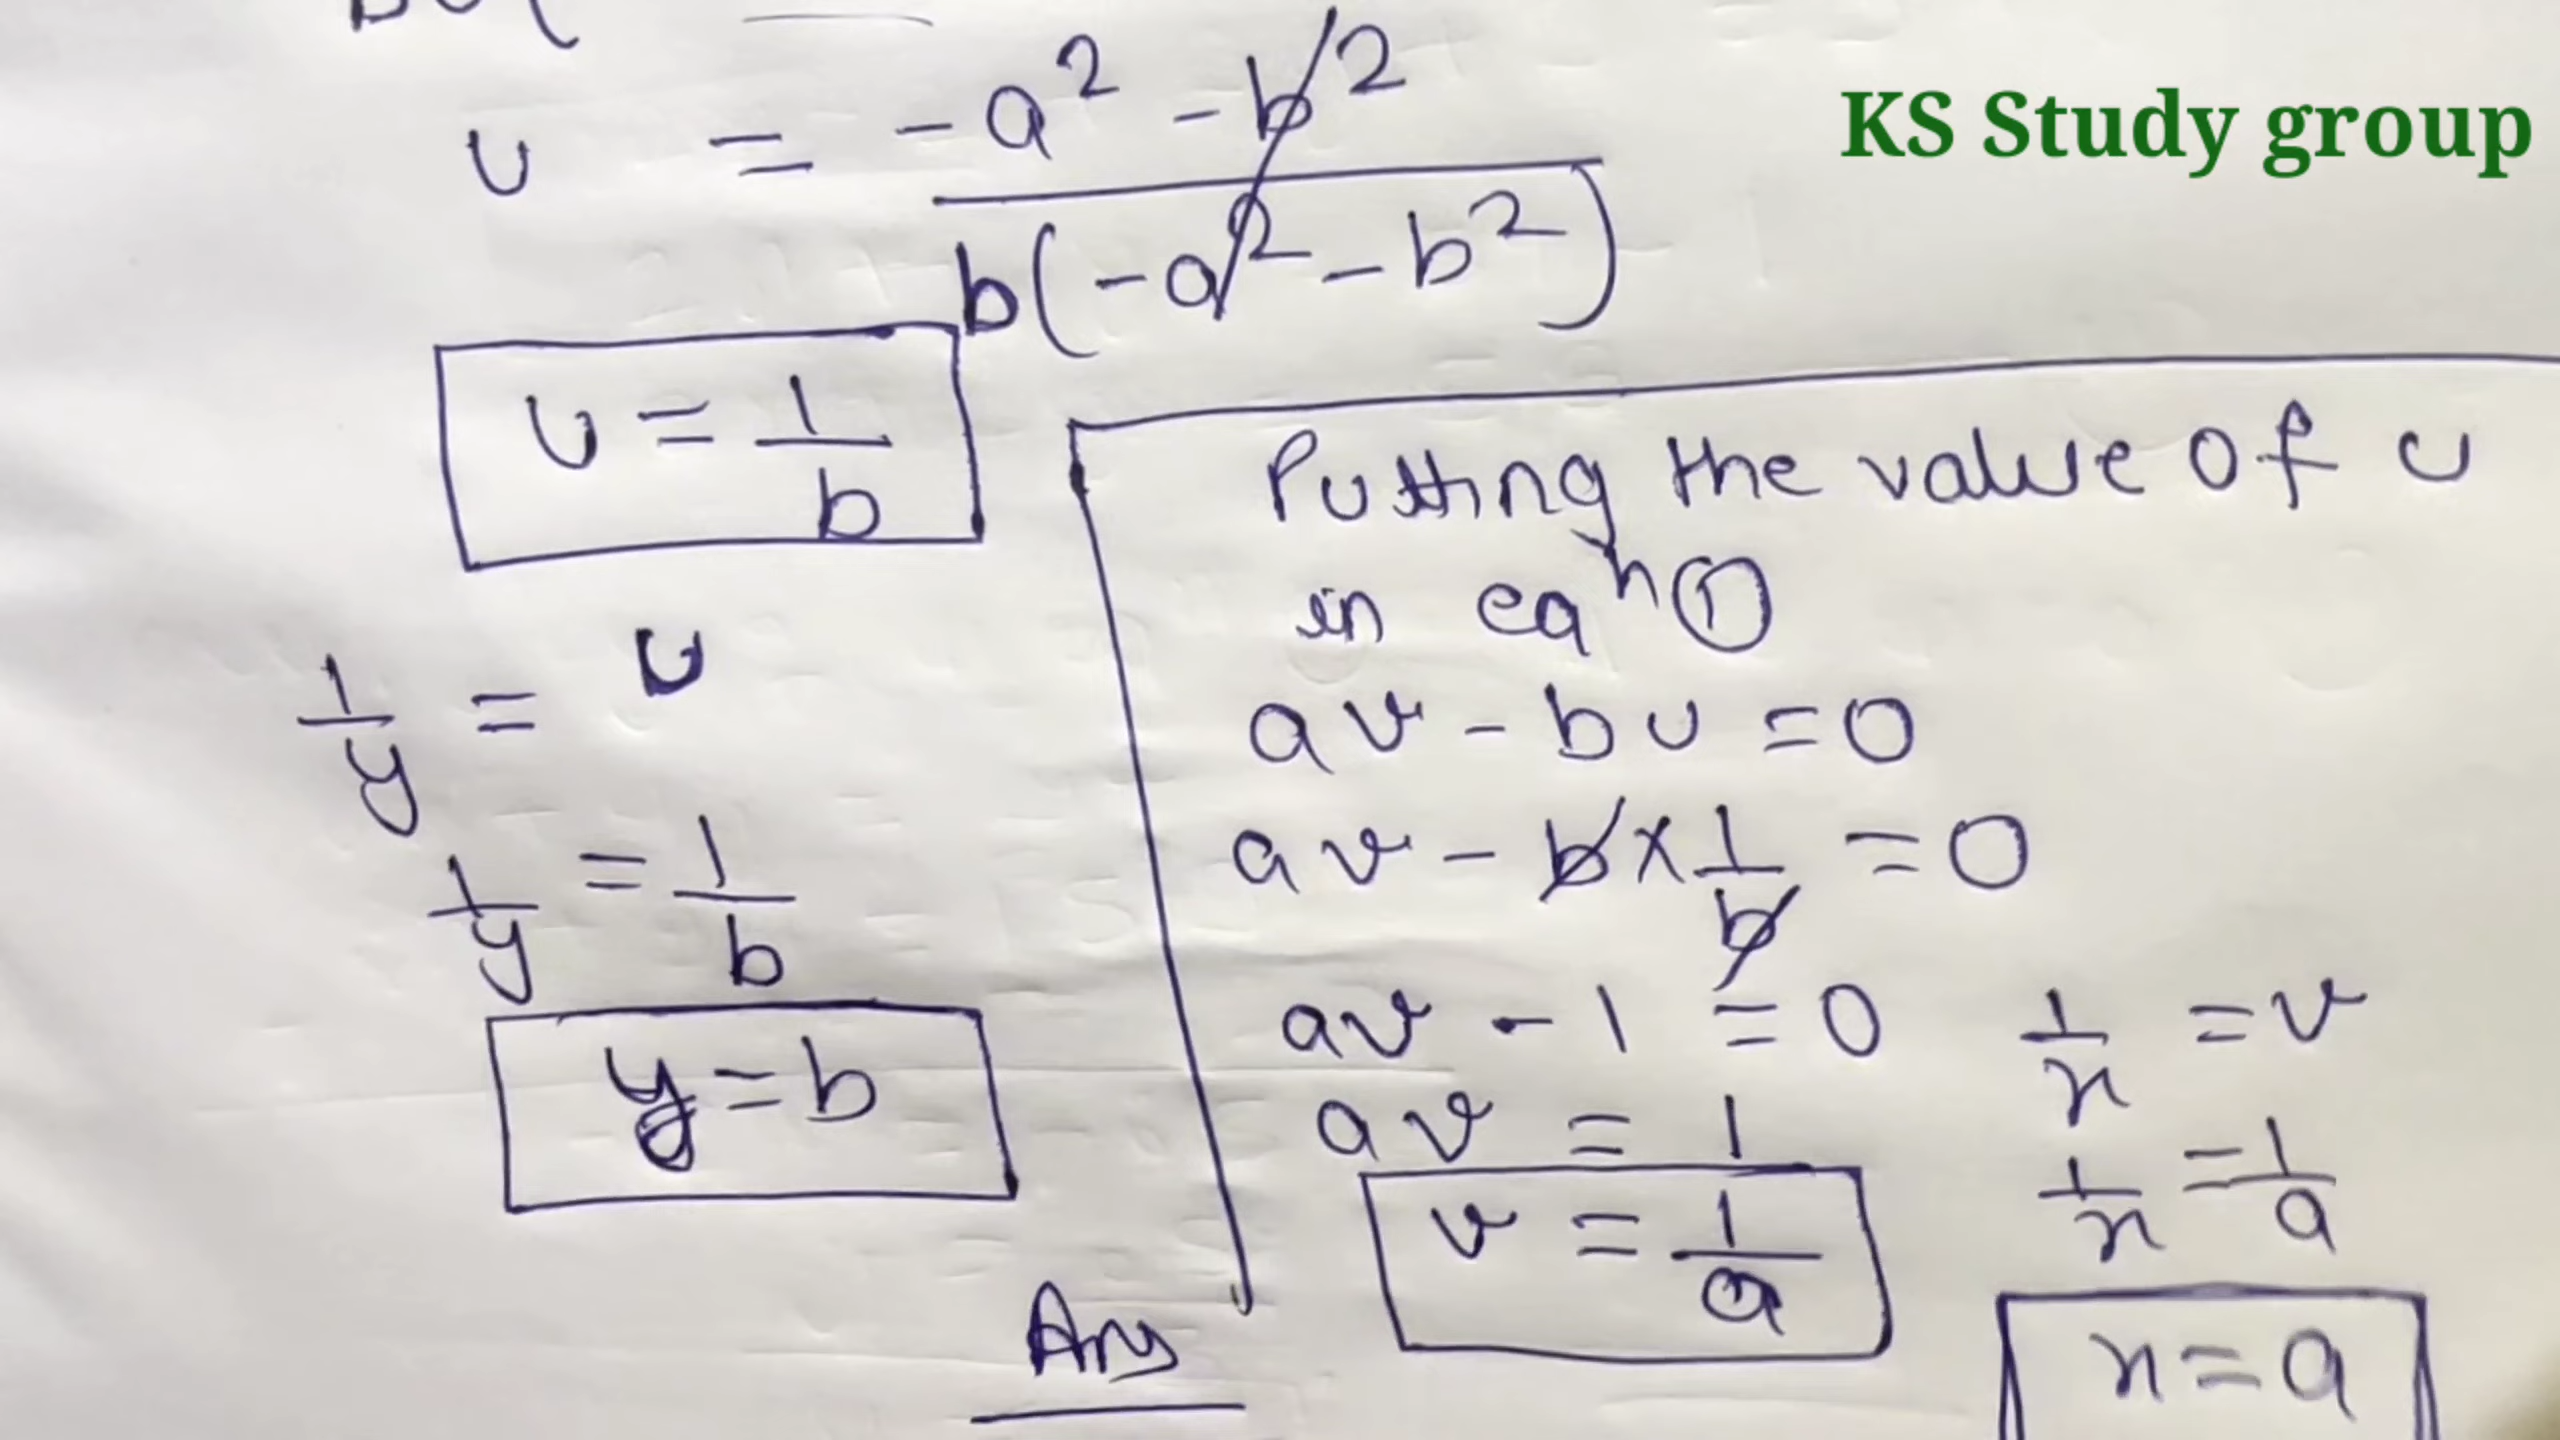 KS Study group
u = -a² - b² / b(-a² - b²)
u = 1/b
1/y = u
1/y = 1/b
y = b
Putting the value of u
in eqn ①
av - bu = 0
av - b x 1/b = 0
av - 1 = 0
av = 1
v = 1/a
1/x = v
1/x = 1/a
x = a
Ans